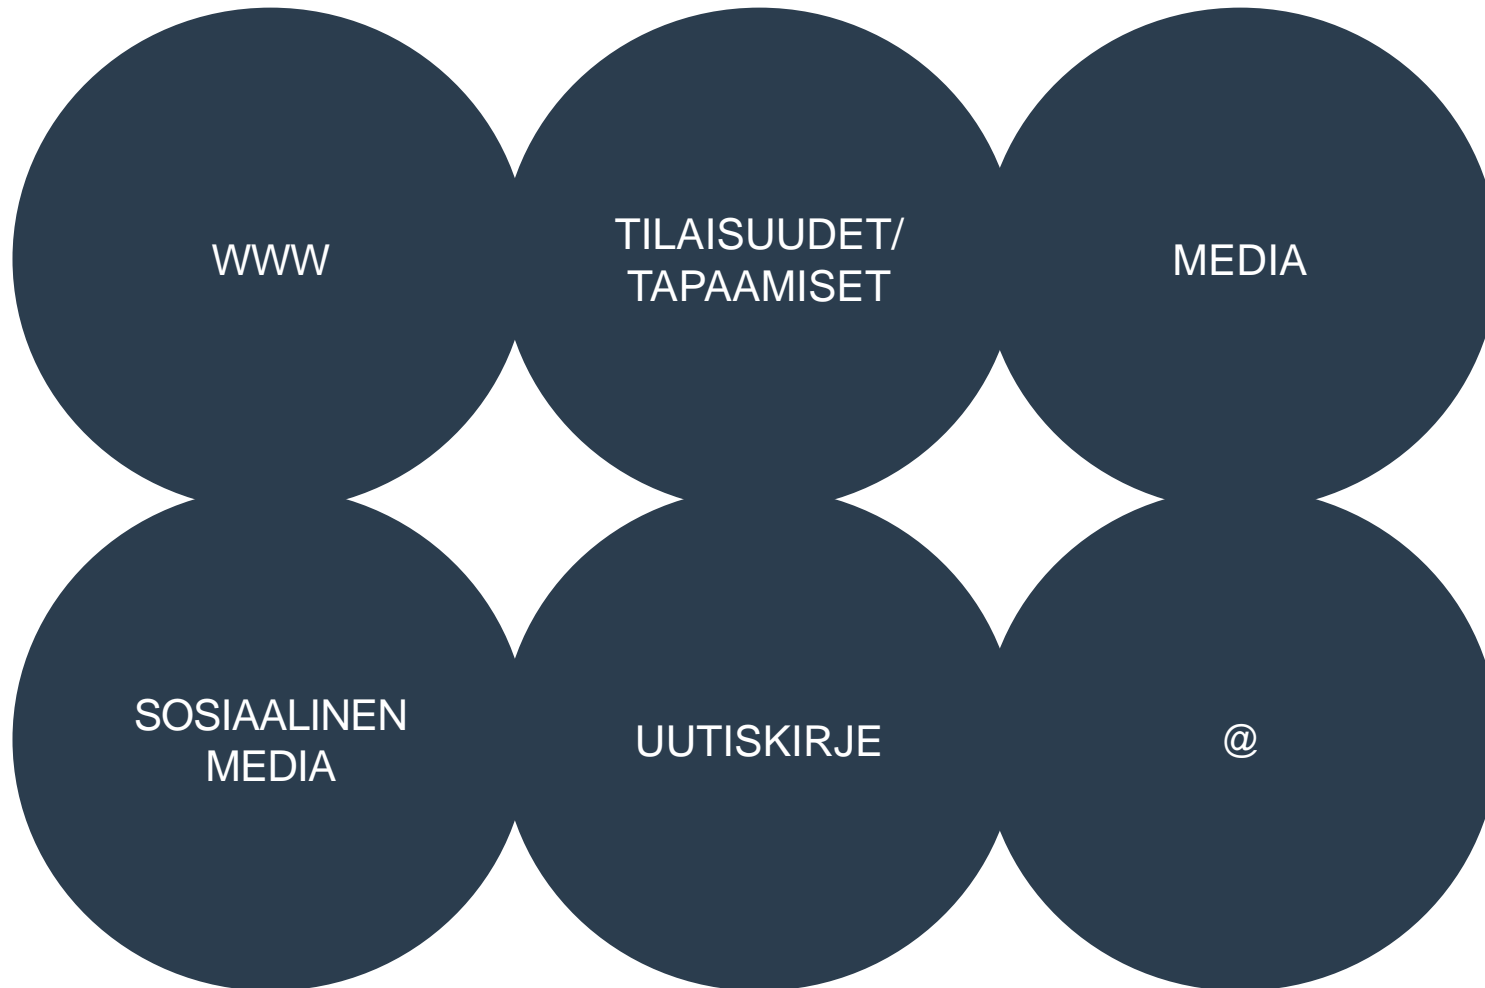 WWW
TILAISUUDET/
TAPAAMISET
MEDIA
SOSIAALINEN
MEDIA
UUTISKIRJE
@